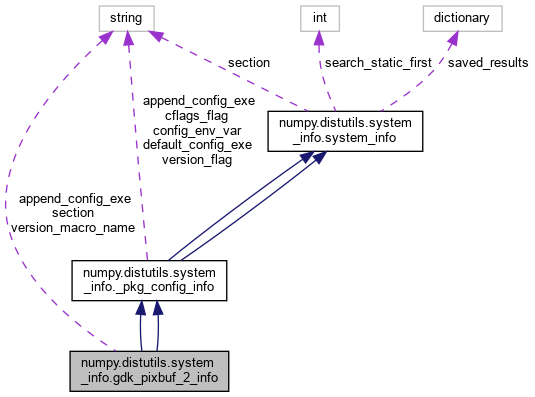 string
int
dictionary
section
search_static_first
saved_results
append_config_exe
cflags_flag
config_env_var
default_config_exe
version_flag
numpy.distutils.system
_info.system_info
append_config_exe
section
version_macro_name
numpy.distutils.system
_info._pkg_config_info
numpy.distutils.system
_info.gdk_pixbuf_2_info